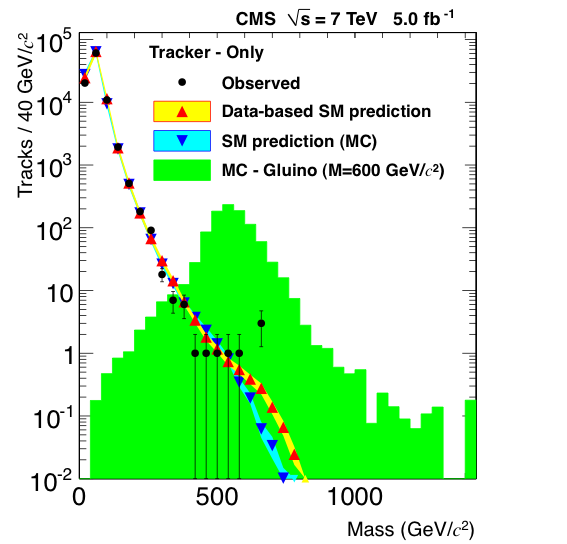 CMS √s = 7 TeV 5.0 fb⁻¹
Tracker - Only
Observed
Data-based SM prediction
SM prediction (MC)
MC - Gluino (M=600 GeV/c²)
Tracks / 40 GeV/c²
10⁵
10⁴
10³
10²
10
1
10⁻¹
10⁻²
0 500 1000
Mass (GeV/c²)